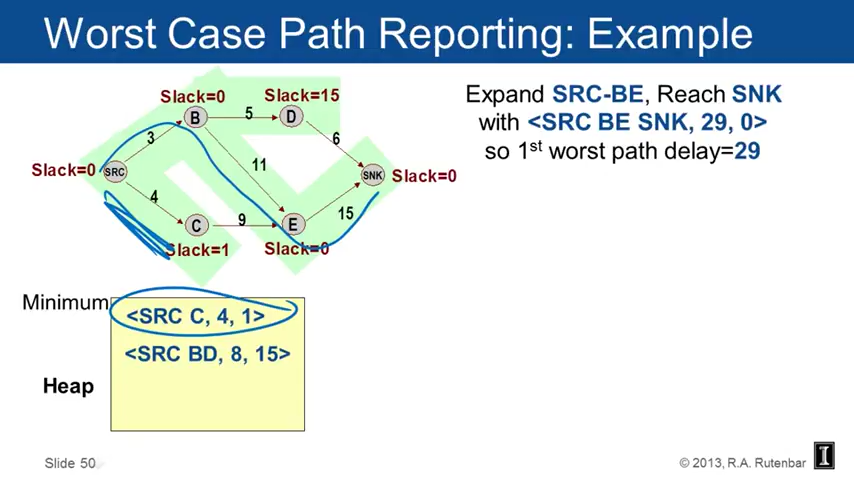 Worst Case Path Reporting: Example
Slack=0
Slack=15
B
5
D
3
6
Slack=0
SRC
11
SNK
Slack=0
4
C
9
E
15
Slack=1
Slack=0
Expand SRC-BE, Reach SNK
with <SRC BE SNK, 29, 0>
so 1st worst path delay=29
Minimum
<SRC C, 4, 1>
<SRC BD, 8, 15>
Heap
Slide 50
© 2013, R.A. Rutenbar
I